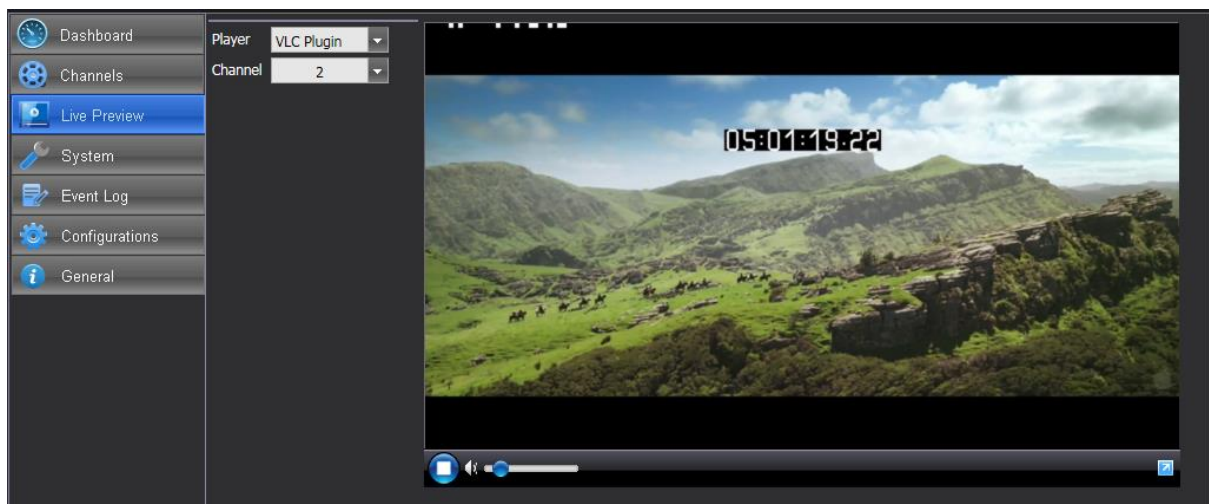 Dashboard
Channels
Live Preview
System
Event Log
Configurations
General
Player VLC Plugin
Channel 2
05:01:19:22